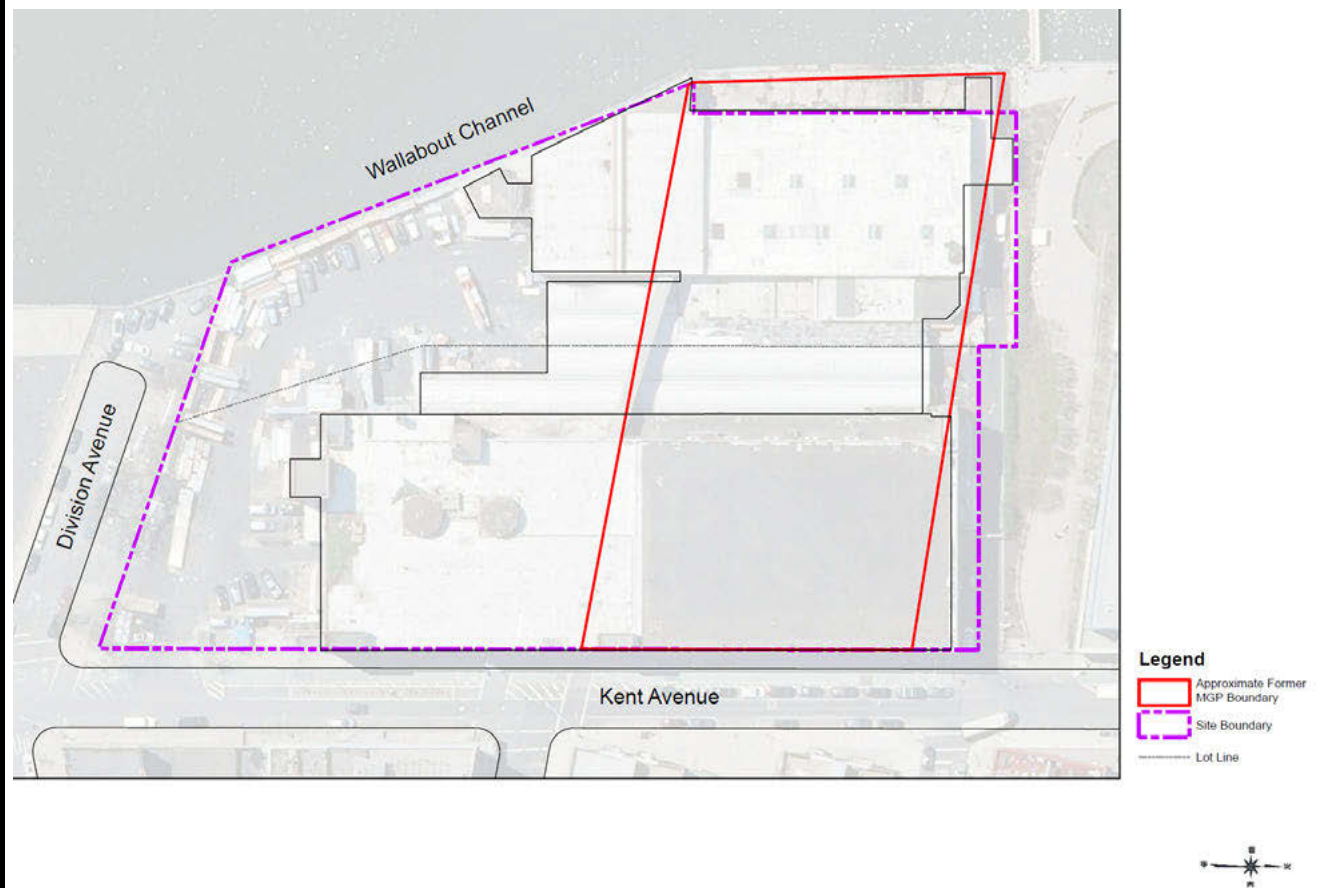 Wallabout Channel
Division Avenue
Kent Avenue
Legend
Approximate Former
MGP Boundary
Site Boundary
Lot Line